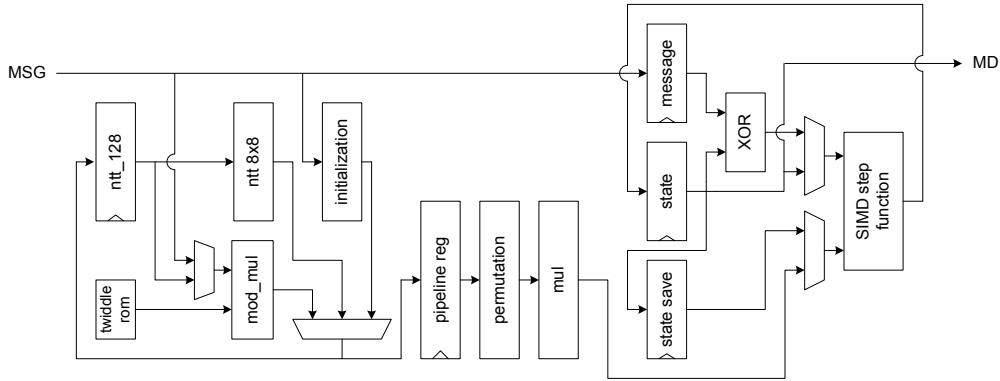 MSG
MD
message
XOR
ntt_128
ntt 8x8
initialization
state
SIMD step
function
pipeline reg
permutation
mul
mod_mul
twiddle
rom
state save